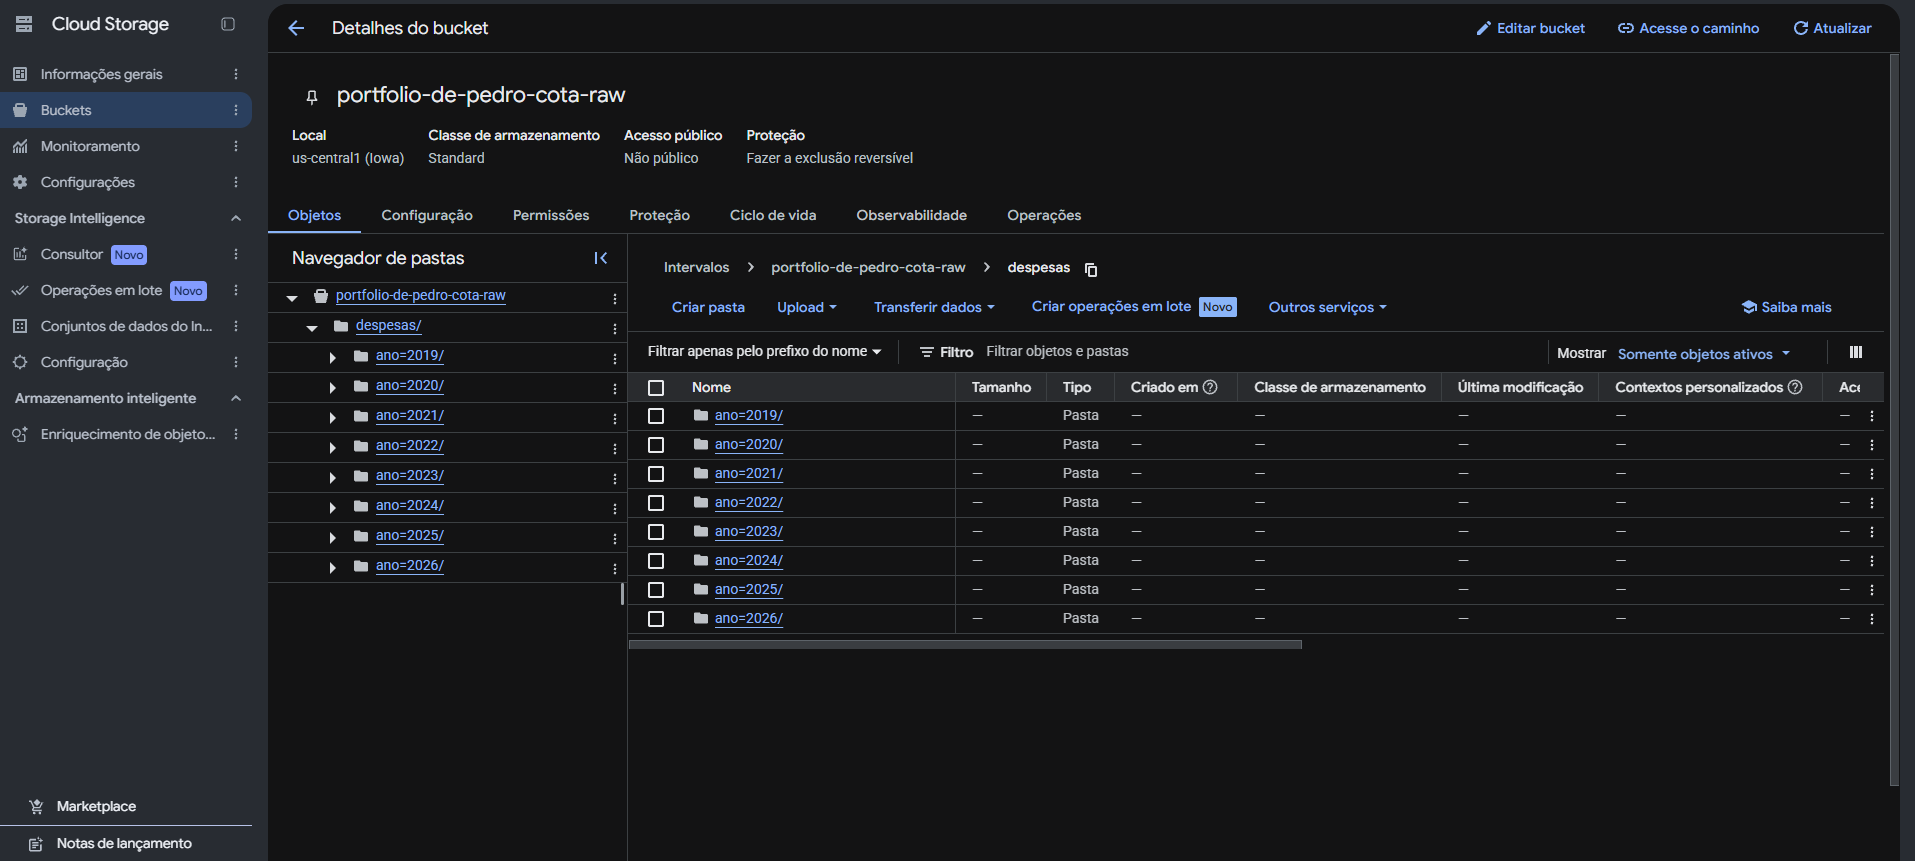 Cloud Storage
Informações gerais
Buckets
Monitoramento
Configurações
Storage Intelligence
Consultor Novo
Operações em lote Novo
Conjuntos de dados do In...
Configuração
Armazenamento inteligente
Enriquecimento de objeto...
Marketplace
Notas de lançamento
Detalhes do bucket
Editar bucket
Acesse o caminho
Atualizar
portfolio-de-pedro-cota-raw
Local Classe de armazenamento Acesso público Proteção
us-central1 (Iowa) Standard Não público Fazer a exclusão reversível
Objetos Configuração Permissões Proteção Ciclo de vida Observabilidade Operações
Navegador de pastas
portfolio-de-pedro-cota-raw
despesas/
ano=2019/
ano=2020/
ano=2021/
ano=2022/
ano=2023/
ano=2024/
ano=2025/
ano=2026/
Intervalos > portfolio-de-pedro-cota-raw > despesas
Criar pasta Upload Transferir dados Criar operações em lote Novo Outros serviços Saiba mais
Filtrar apenas pelo prefixo do nome Filtro Filtrar objetos e pastas Mostrar Somente objetos ativos
Nome Tamanho Tipo Criado em Classe de armazenamento Última modificação Contextos personalizados Ace
ano=2019/ — Pasta — — — — —
ano=2020/ — Pasta — — — — —
ano=2021/ — Pasta — — — — —
ano=2022/ — Pasta — — — — —
ano=2023/ — Pasta — — — — —
ano=2024/ — Pasta — — — — —
ano=2025/ — Pasta — — — — —
ano=2026/ — Pasta — — — — —